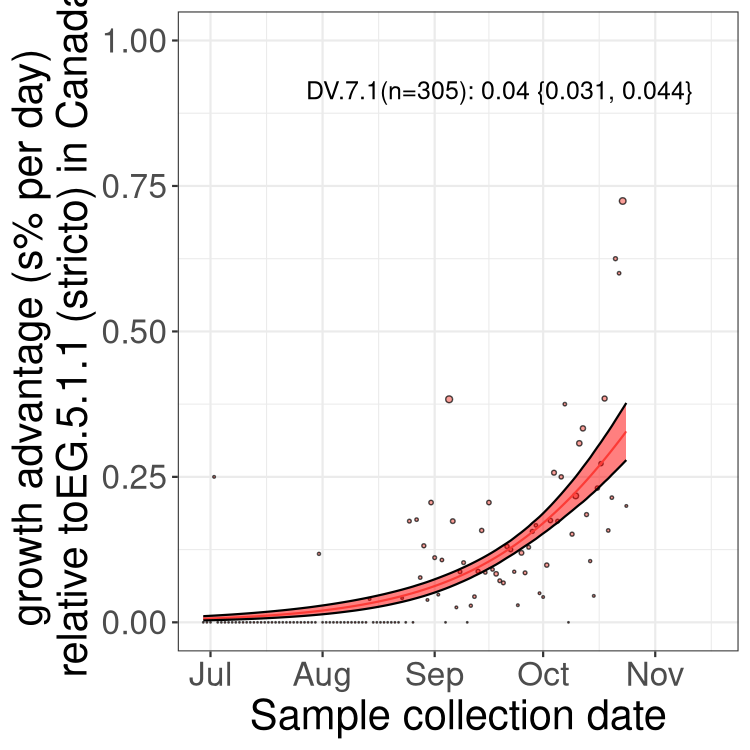 growth advantage (s% per day)
relative toEG.5.1.1 (stricto) in Canada
1.00
0.75
0.50
0.25
0.00
DV.7.1(n=305): 0.04 {0.031, 0.044}
Jul Aug Sep Oct Nov
Sample collection date